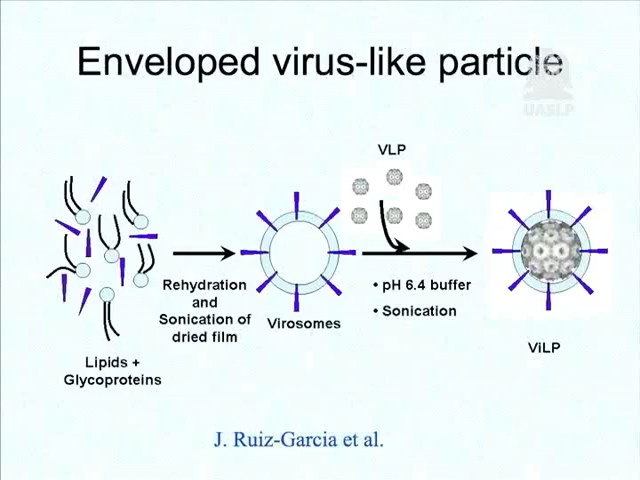 Enveloped virus-like particle
UASLP
VLP
Rehydration
and
Sonication of
dried film
• pH 6.4 buffer
• Sonication
Virosomes
ViLP
Lipids +
Glycoproteins
J. Ruiz-Garcia et al.